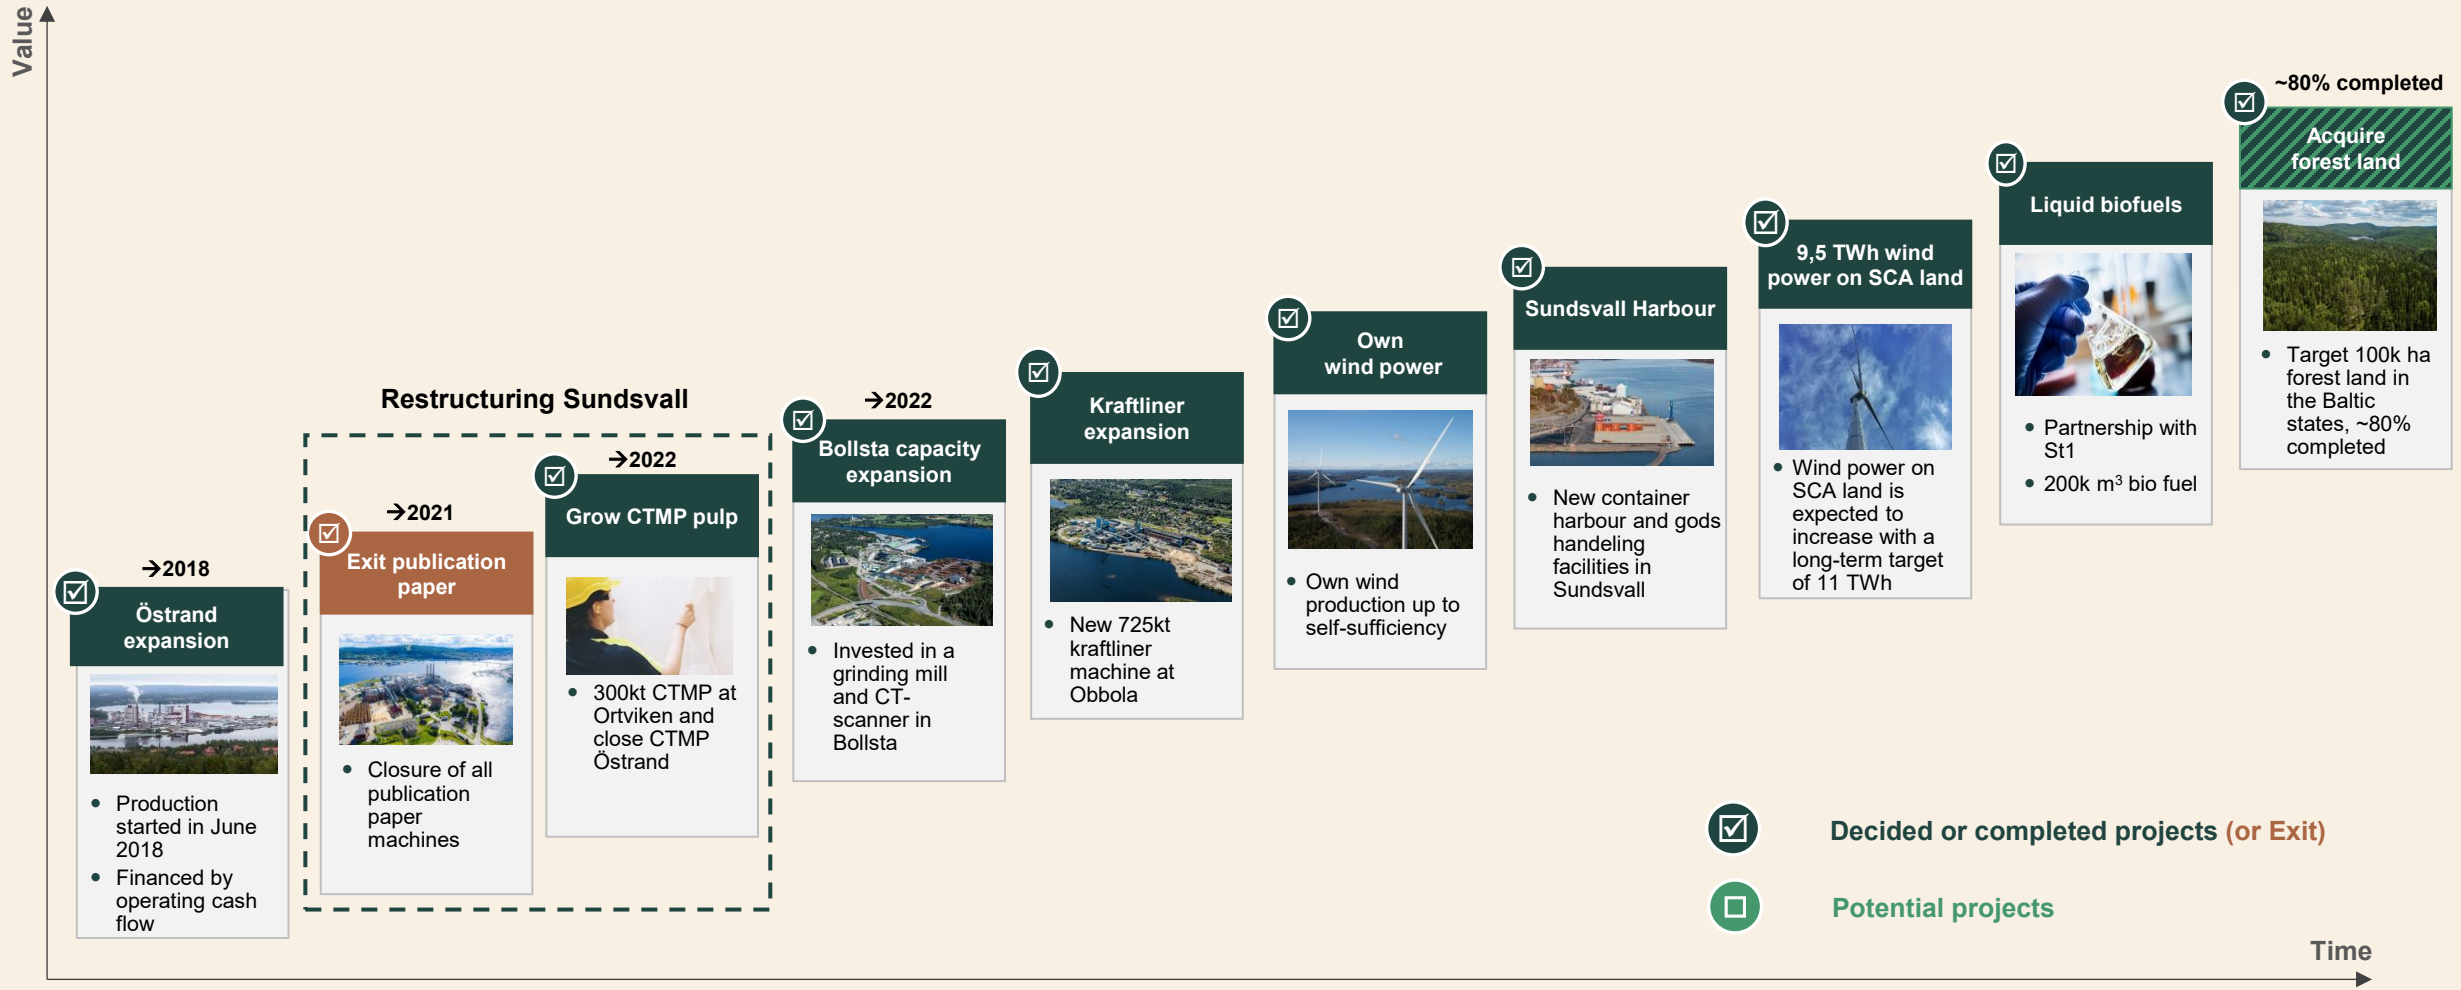 Value
→2018
Östrand
expansion
• Production
started in June
2018
• Financed by
operating cash
flow
Restructuring Sundsvall
→2021
Exit publication
paper
• Closure of all
publication
paper
machines
→2022
Grow CTMP pulp
• 300kt CTMP at
Ortviken and
close CTMP
Östrand
→2022
Bollsta capacity
expansion
• Invested in a
grinding mill
and CT-
scanner in
Bollsta
Kraftliner
expansion
• New 725kt
kraftliner
machine at
Obbola
Own
wind power
• Own wind
production up to
self-sufficiency
Sundsvall Harbour
• New container
harbour and gods
handeling
facilities in
Sundsvall
9,5 TWh wind
power on SCA land
• Wind power on
SCA land is
expected to
increase with a
long-term target
of 11 TWh
Liquid biofuels
• Partnership with
St1
• 200k m³ bio fuel
~80% completed
Acquire
forest land
• Target 100k ha
forest land in
the Baltic
states, ~80%
completed
Decided or completed projects (or Exit)
Potential projects
Time